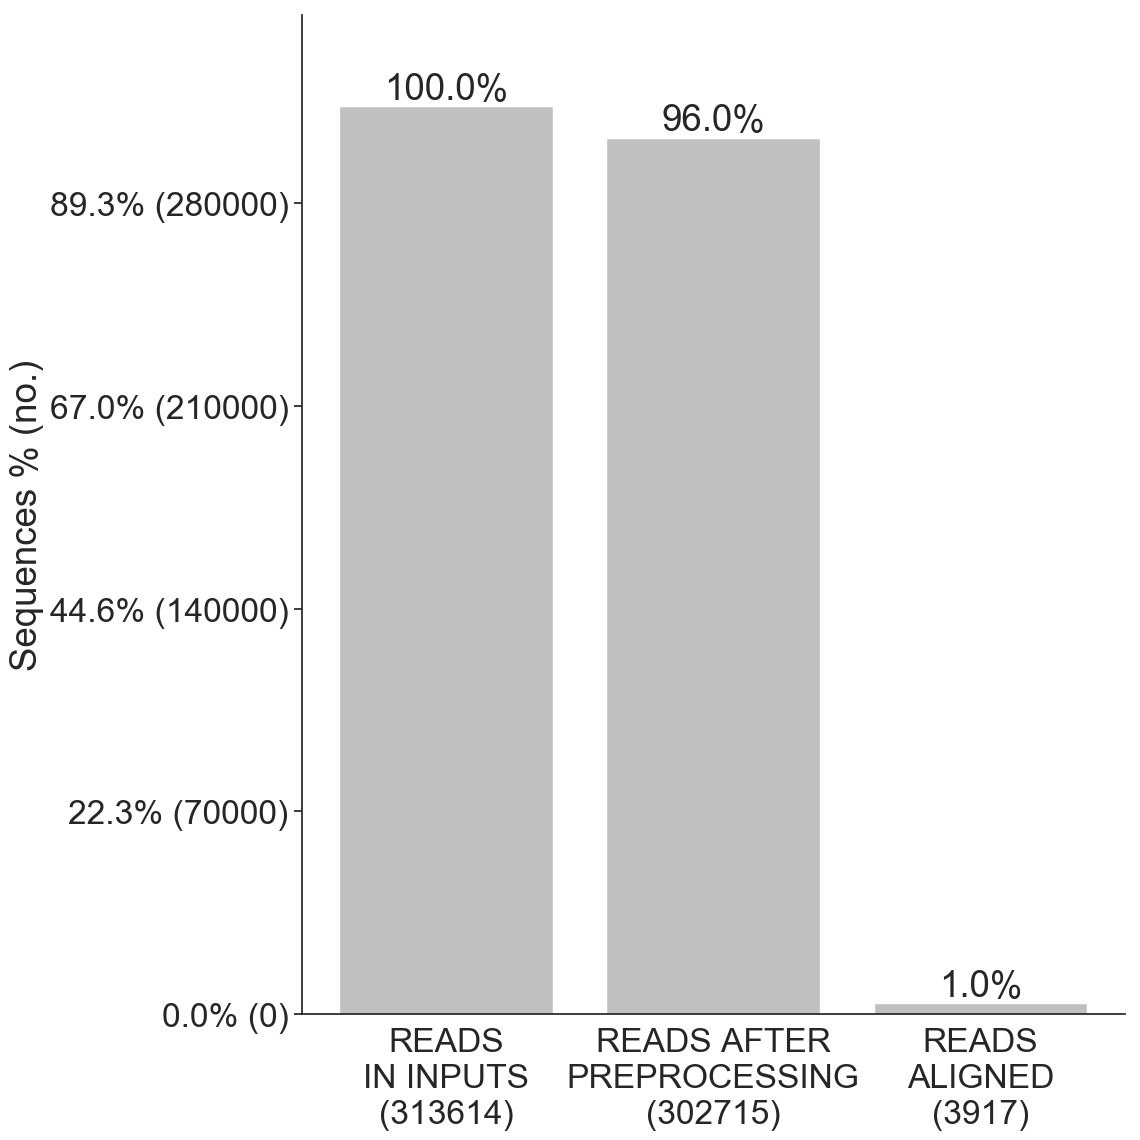 100.0%
96.0%
89.3% (280000)
67.0% (210000)
Sequences % (no.)
44.6% (140000)
22.3% (70000)
1.0%
0.0% (0)
READS
IN INPUTS
(313614)
READS AFTER
PREPROCESSING
(302715)
READS
ALIGNED
(3917)